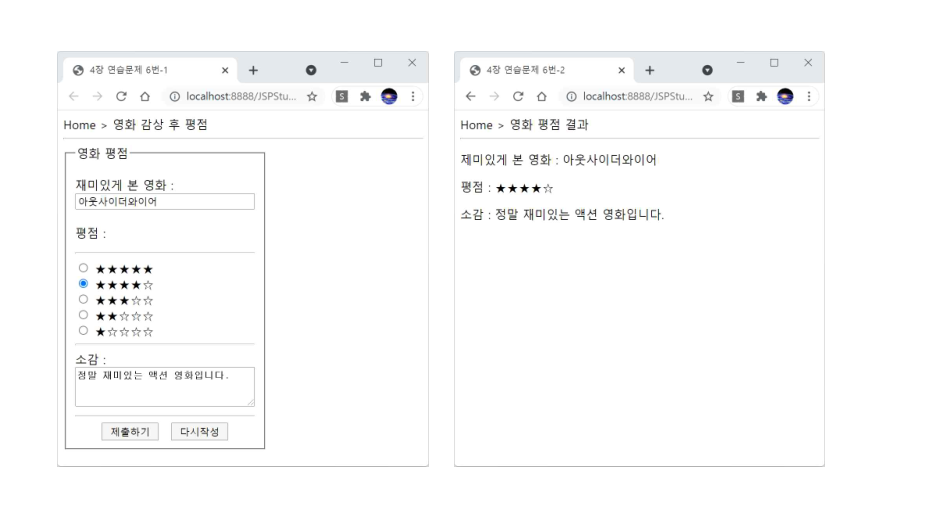 4장 연습문제 6번-1
localhost:8888/JSPStu...
Home > 영화 감상 후 평점
영화 평점
재미있게 본 영화 :
아웃사이더와이어
평점 :
★★★★★
★★★★☆
★★★☆☆
★★☆☆☆
★☆☆☆☆
소감 :
정말 재미있는 액션 영화입니다.
제출하기 다시작성
4장 연습문제 6번-2
localhost:8888/JSPStu...
Home > 영화 평점 결과
제미있게 본 영화 : 아웃사이더와이어
평점 : ★★★★☆
소감 : 정말 재미있는 액션 영화입니다.